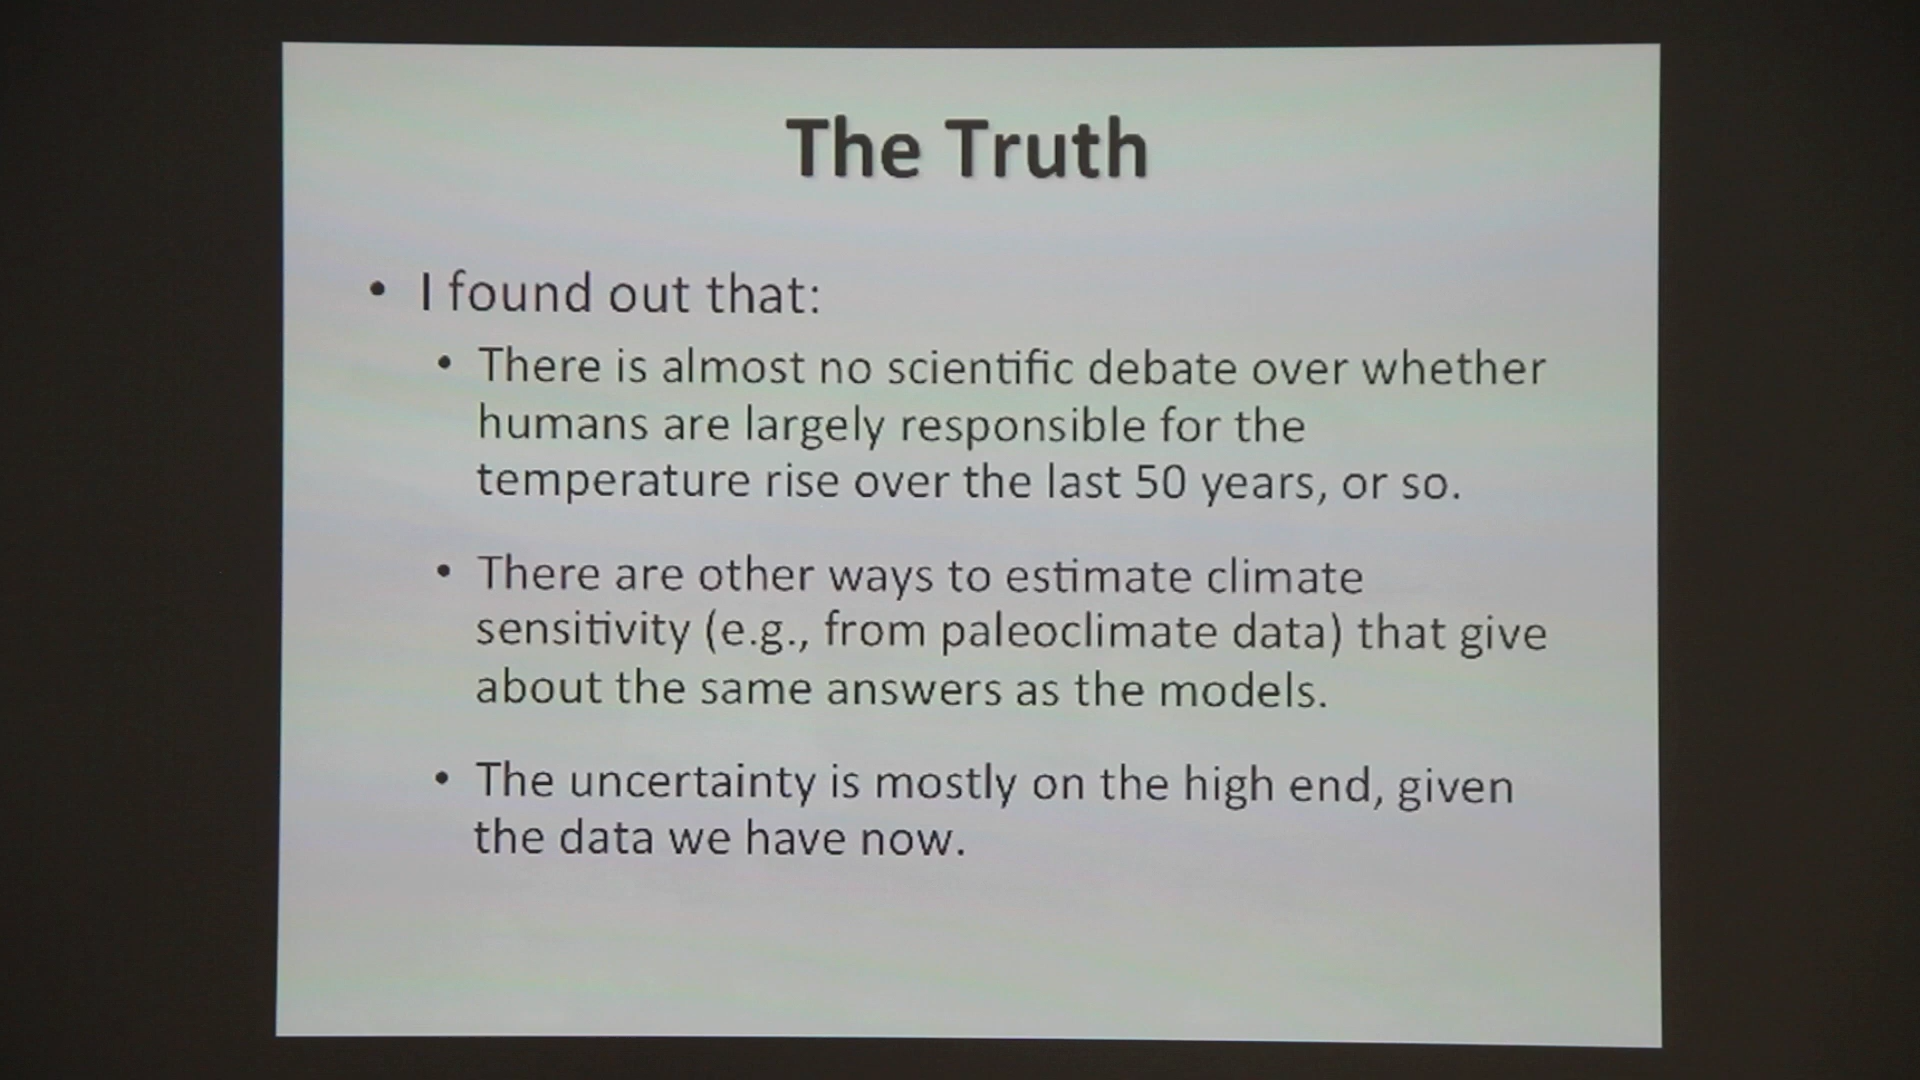 The Truth
• I found out that:
• There is almost no scientific debate over whether
humans are largely responsible for the
temperature rise over the last 50 years, or so.
• There are other ways to estimate climate
sensitivity (e.g., from paleoclimate data) that give
about the same answers as the models.
• The uncertainty is mostly on the high end, given
the data we have now.